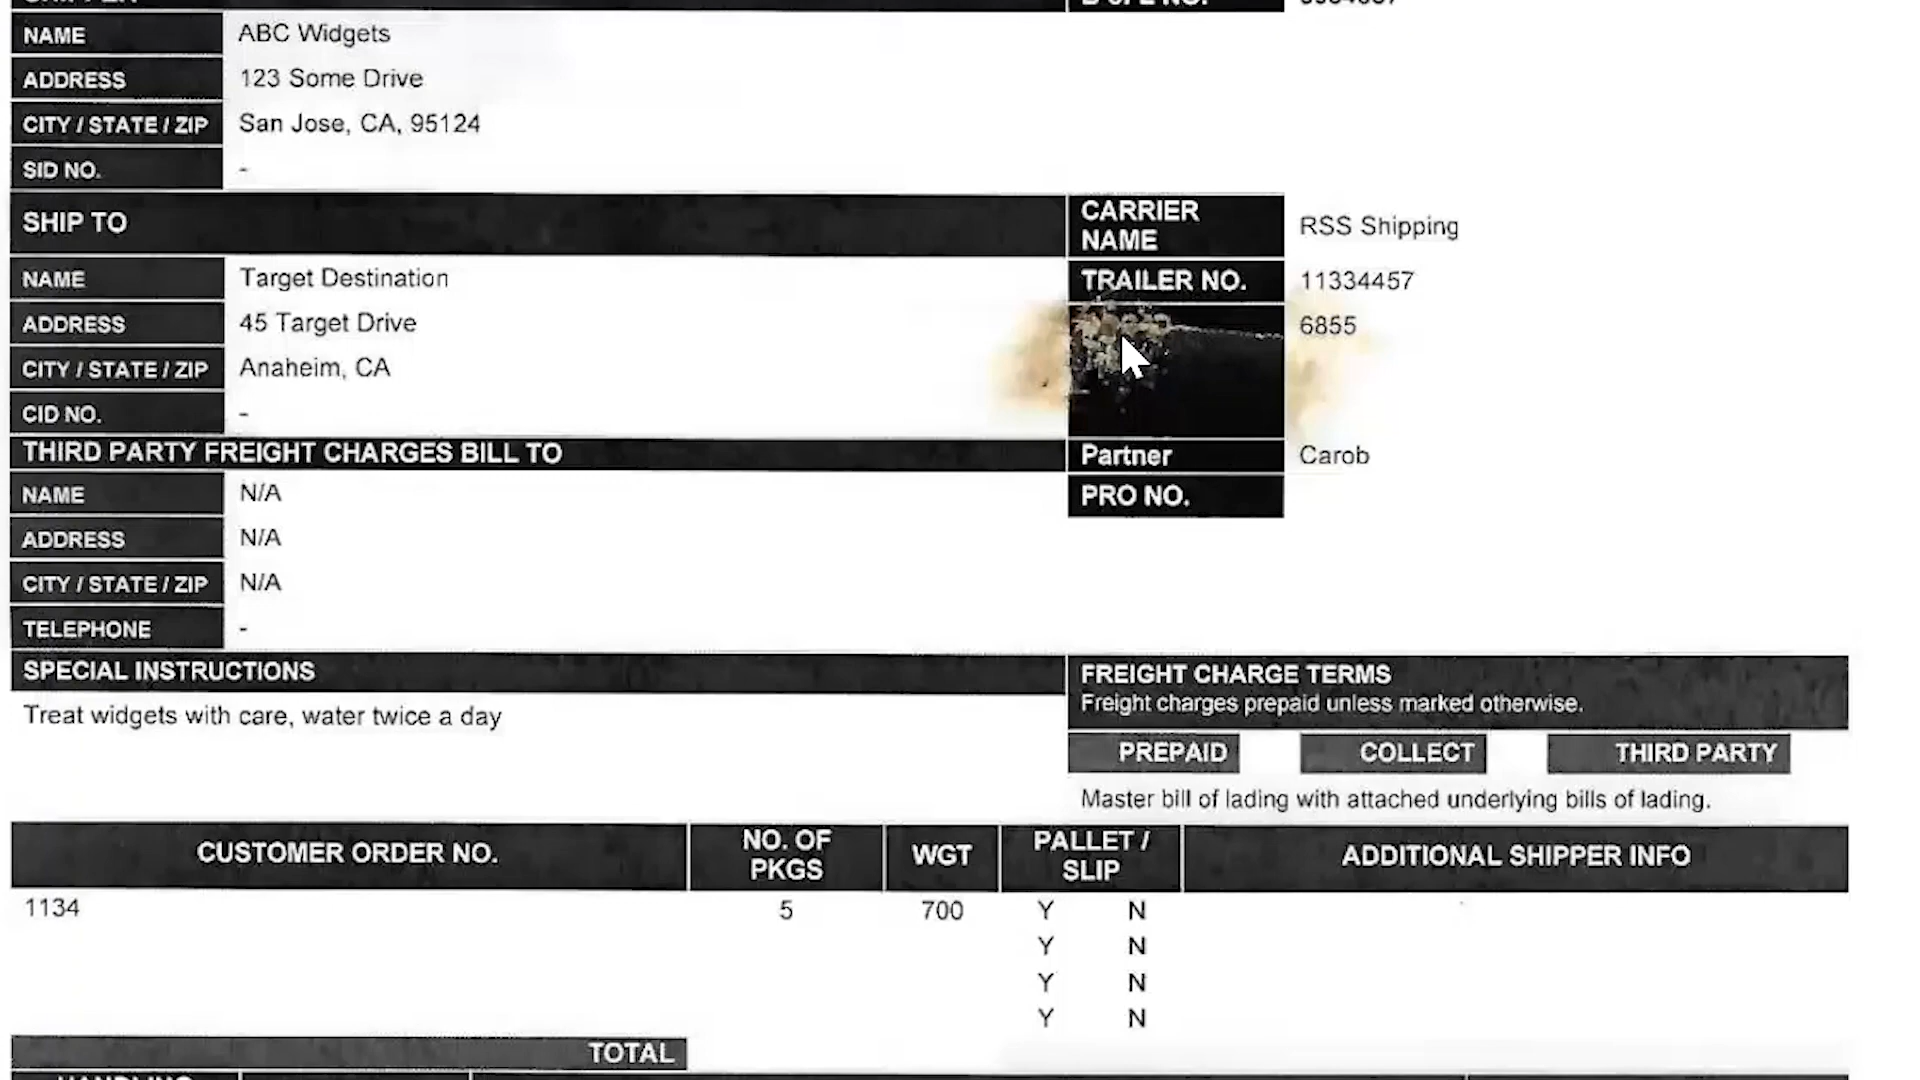 NAME ABC Widgets
ADDRESS 123 Some Drive
CITY / STATE / ZIP San Jose, CA, 95124
SID NO. -
SHIP TO CARRIER NAME RSS Shipping
NAME Target Destination TRAILER NO. 11334457
ADDRESS 45 Target Drive 6855
CITY / STATE / ZIP Anaheim, CA
CID NO. -
THIRD PARTY FREIGHT CHARGES BILL TO Partner Carob
NAME N/A PRO NO.
ADDRESS N/A
CITY / STATE / ZIP N/A
TELEPHONE -
SPECIAL INSTRUCTIONS FREIGHT CHARGE TERMS
Freight charges prepaid unless marked otherwise.
Treat widgets with care, water twice a day
PREPAID COLLECT THIRD PARTY
Master bill of lading with attached underlying bills of lading.
CUSTOMER ORDER NO. NO. OF PKGS WGT PALLET / SLIP ADDITIONAL SHIPPER INFO
1134 5 700 Y N
Y N
Y N
Y N
TOTAL